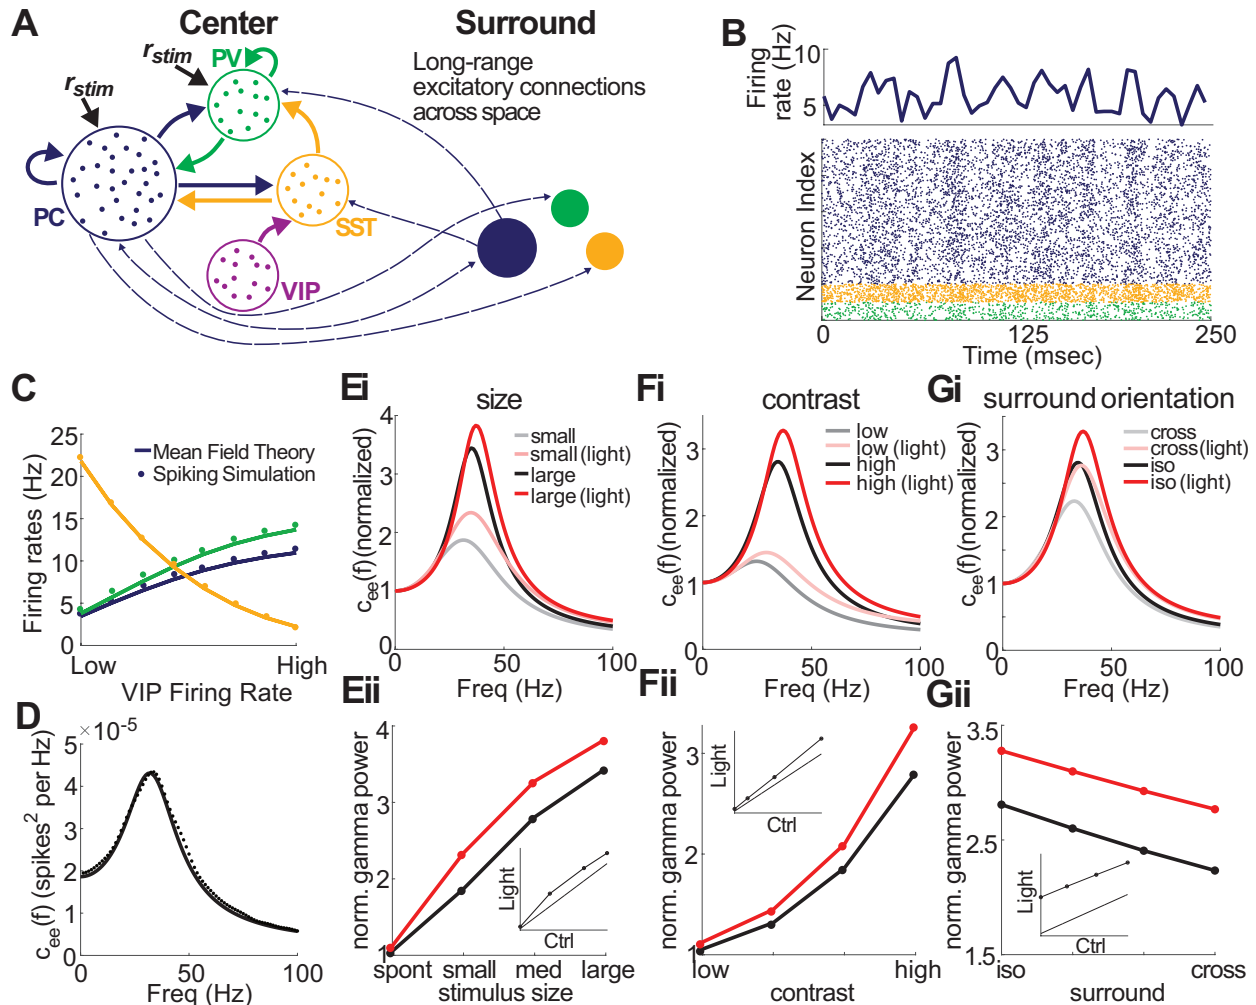 A
Center
Surround
r_stim
r_stim
PV
PC
SST
VIP
Long-range
excitatory connections
across space
B
Firing
rate (Hz)
10
5
Neuron Index
0
125
250
Time (msec)
C
Firing rates (Hz)
25
20
15
10
5
0
Mean Field Theory
Spiking Simulation
Low
High
VIP Firing Rate
D
× 10^-5
c_ee(f) (spikes^2 per Hz)
5
4
3
2
1
0
0
50
100
Freq (Hz)
Ei
size
c_ee(f) (normalized)
4
3
2
1
0
small
small (light)
large
large (light)
0
50
100
Freq (Hz)
Eii
norm. gamma power
4
2
1
Light
Ctrl
spont
small
med
large
stimulus size
Fi
contrast
c_ee(f) (normalized)
3
2
1
0
low
low (light)
high
high (light)
0
50
100
Freq (Hz)
Fii
norm. gamma power
3
2
1
Light
Ctrl
low
high
contrast
Gi
surround orientation
c_ee(f) (normalized)
3
2
1
0
cross
cross(light)
iso
iso (light)
0
50
100
Freq (Hz)
Gii
norm. gamma power
3.5
2.5
1.5
Light
Ctrl
iso
cross
surround